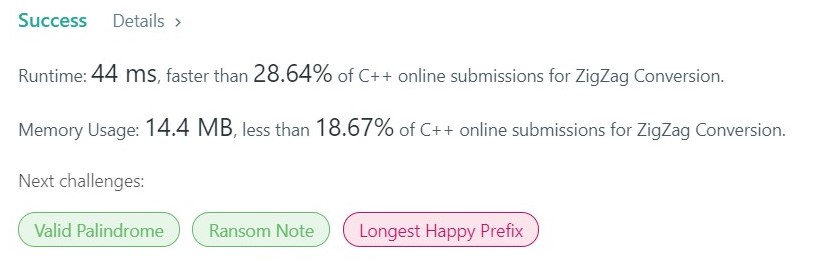 Success Details >
Runtime: 44 ms, faster than 28.64% of C++ online submissions for ZigZag Conversion.
Memory Usage: 14.4 MB, less than 18.67% of C++ online submissions for ZigZag Conversion.
Next challenges:
Valid Palindrome Ransom Note Longest Happy Prefix